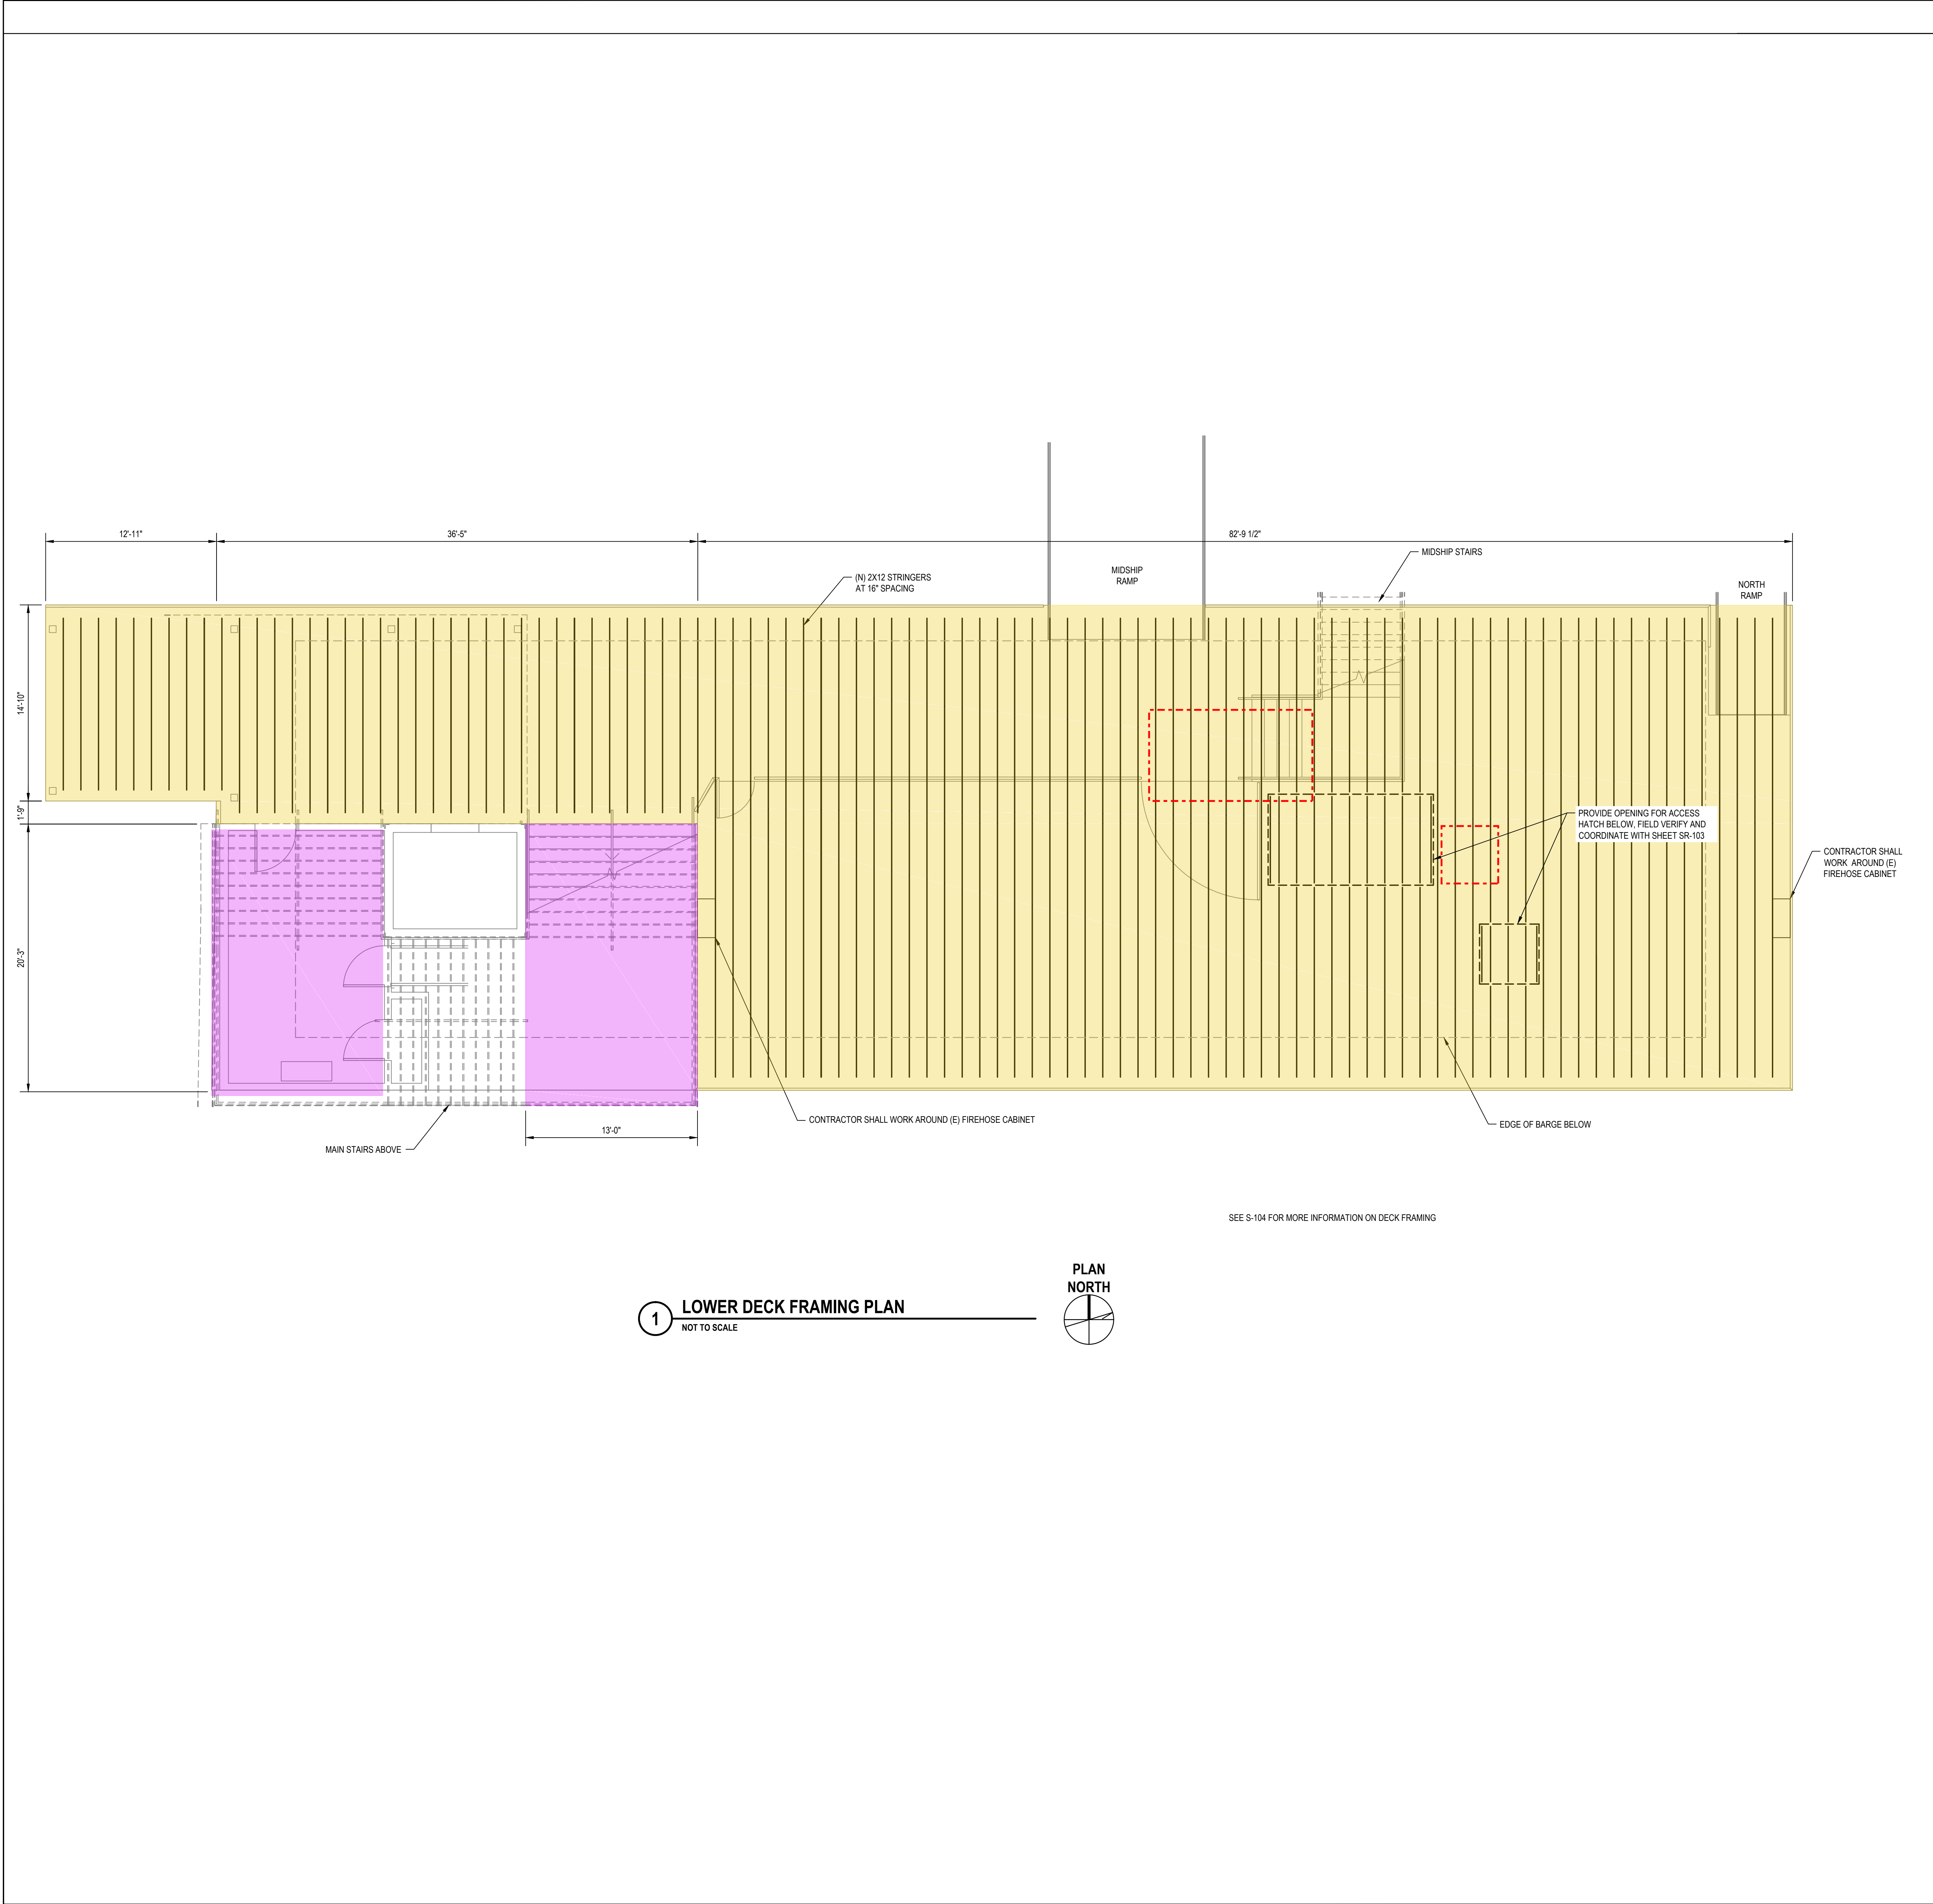 12'-11"
36'-5"
82'-9 1/2"
MIDSHIP STAIRS
(N) 2X12 STRINGERS
AT 16" SPACING
MIDSHIP
RAMP
NORTH
RAMP
14'-10"
1'-9"
20'-3"
PROVIDE OPENING FOR ACCESS
HATCH BELOW, FIELD VERIFY AND
COORDINATE WITH SHEET SR-103
CONTRACTOR SHALL
WORK AROUND (E)
FIREHOSE CABINET
CONTRACTOR SHALL WORK AROUND (E) FIREHOSE CABINET
EDGE OF BARGE BELOW
13'-0"
MAIN STAIRS ABOVE
SEE S-104 FOR MORE INFORMATION ON DECK FRAMING
PLAN
NORTH
1
LOWER DECK FRAMING PLAN
NOT TO SCALE